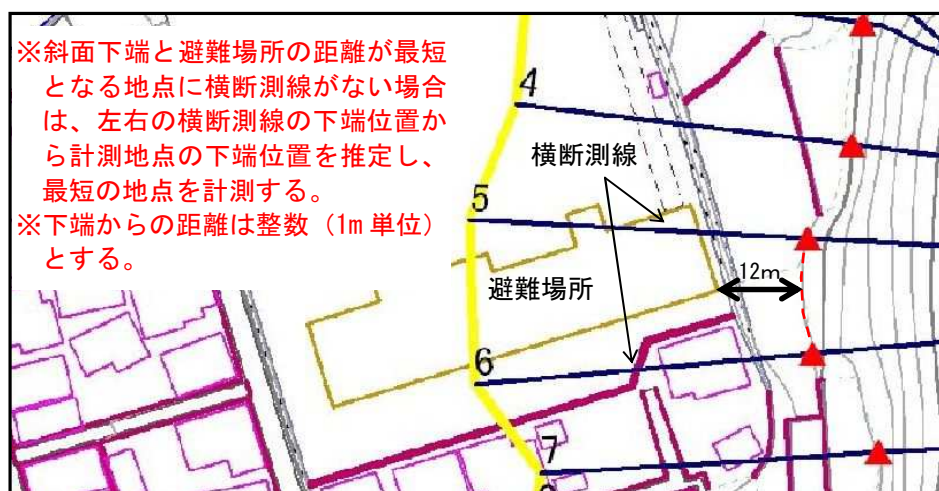 ※斜面下端と避難場所の距離が最短
となる地点に横断測線がない場合
は、左右の横断測線の下端位置か
ら計測地点の下端位置を推定し、
最短の地点を計測する。
※下端からの距離は整数（1m 単位）
とする。
4
横断測線
5
12m
避難場所
6
7